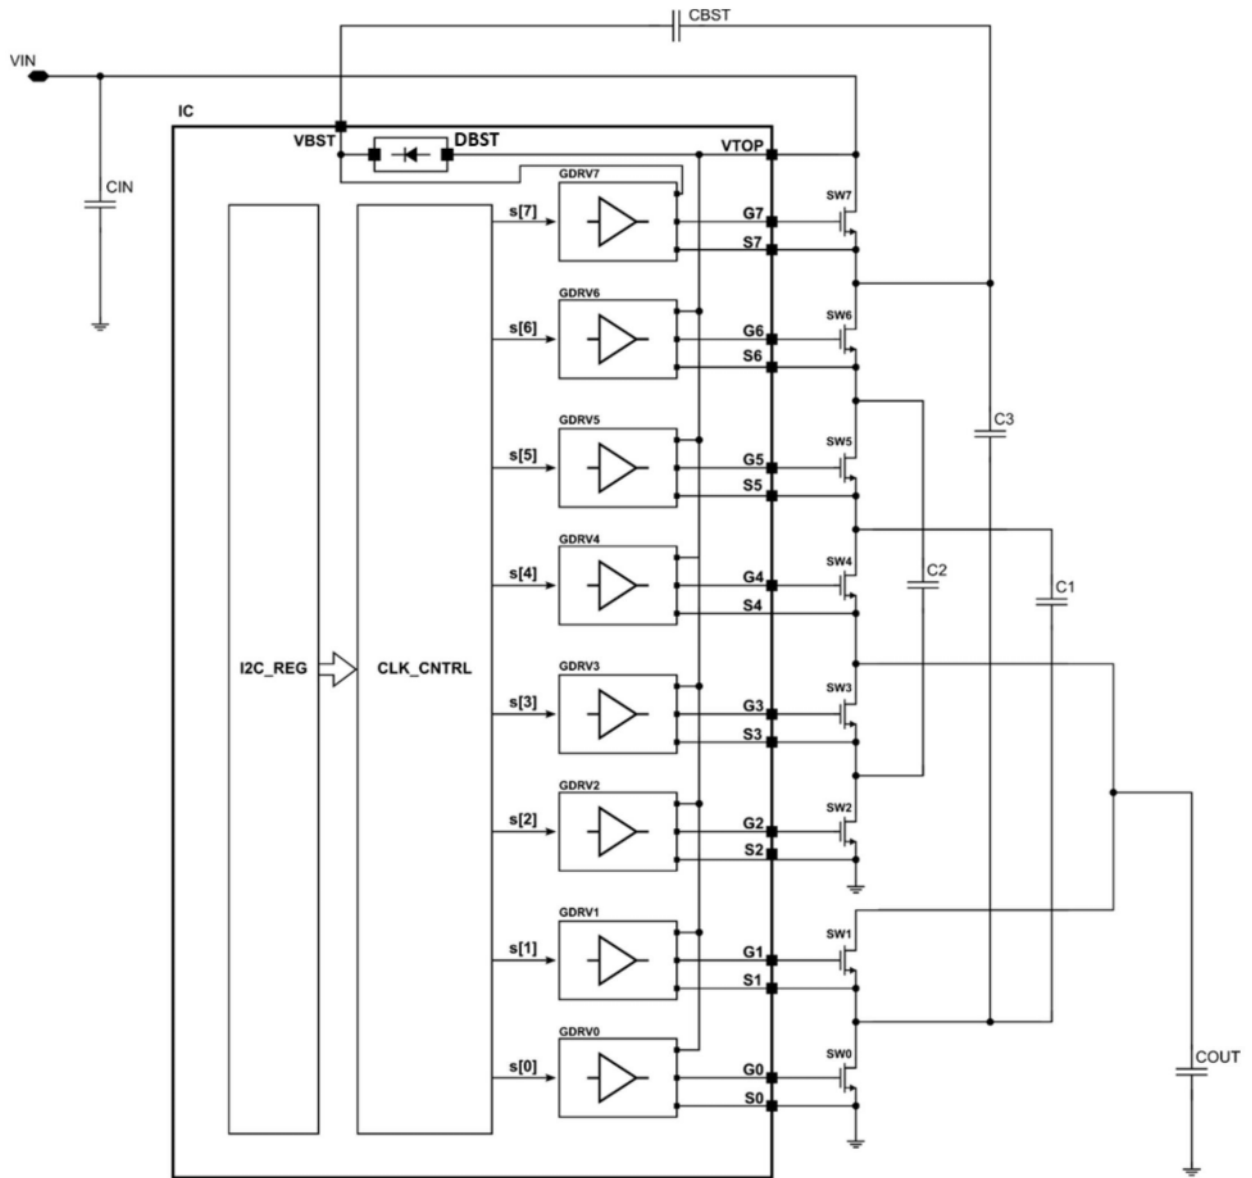 CBST
VIN
IC
VBST
DBST
VTOP
CIN
GDRV7
SW7
s[7]
G7
S7
GDRV6
SW6
s[6]
G6
S6
GDRV5
C3
SW5
s[5]
G5
S5
GDRV4
SW4
s[4]
G4
C2
C1
S4
I2C_REG
CLK_CNTRL
GDRV3
SW3
s[3]
G3
S3
GDRV2
SW2
s[2]
G2
S2
GDRV1
SW1
s[1]
G1
S1
GDRV0
SW0
COUT
s[0]
G0
S0